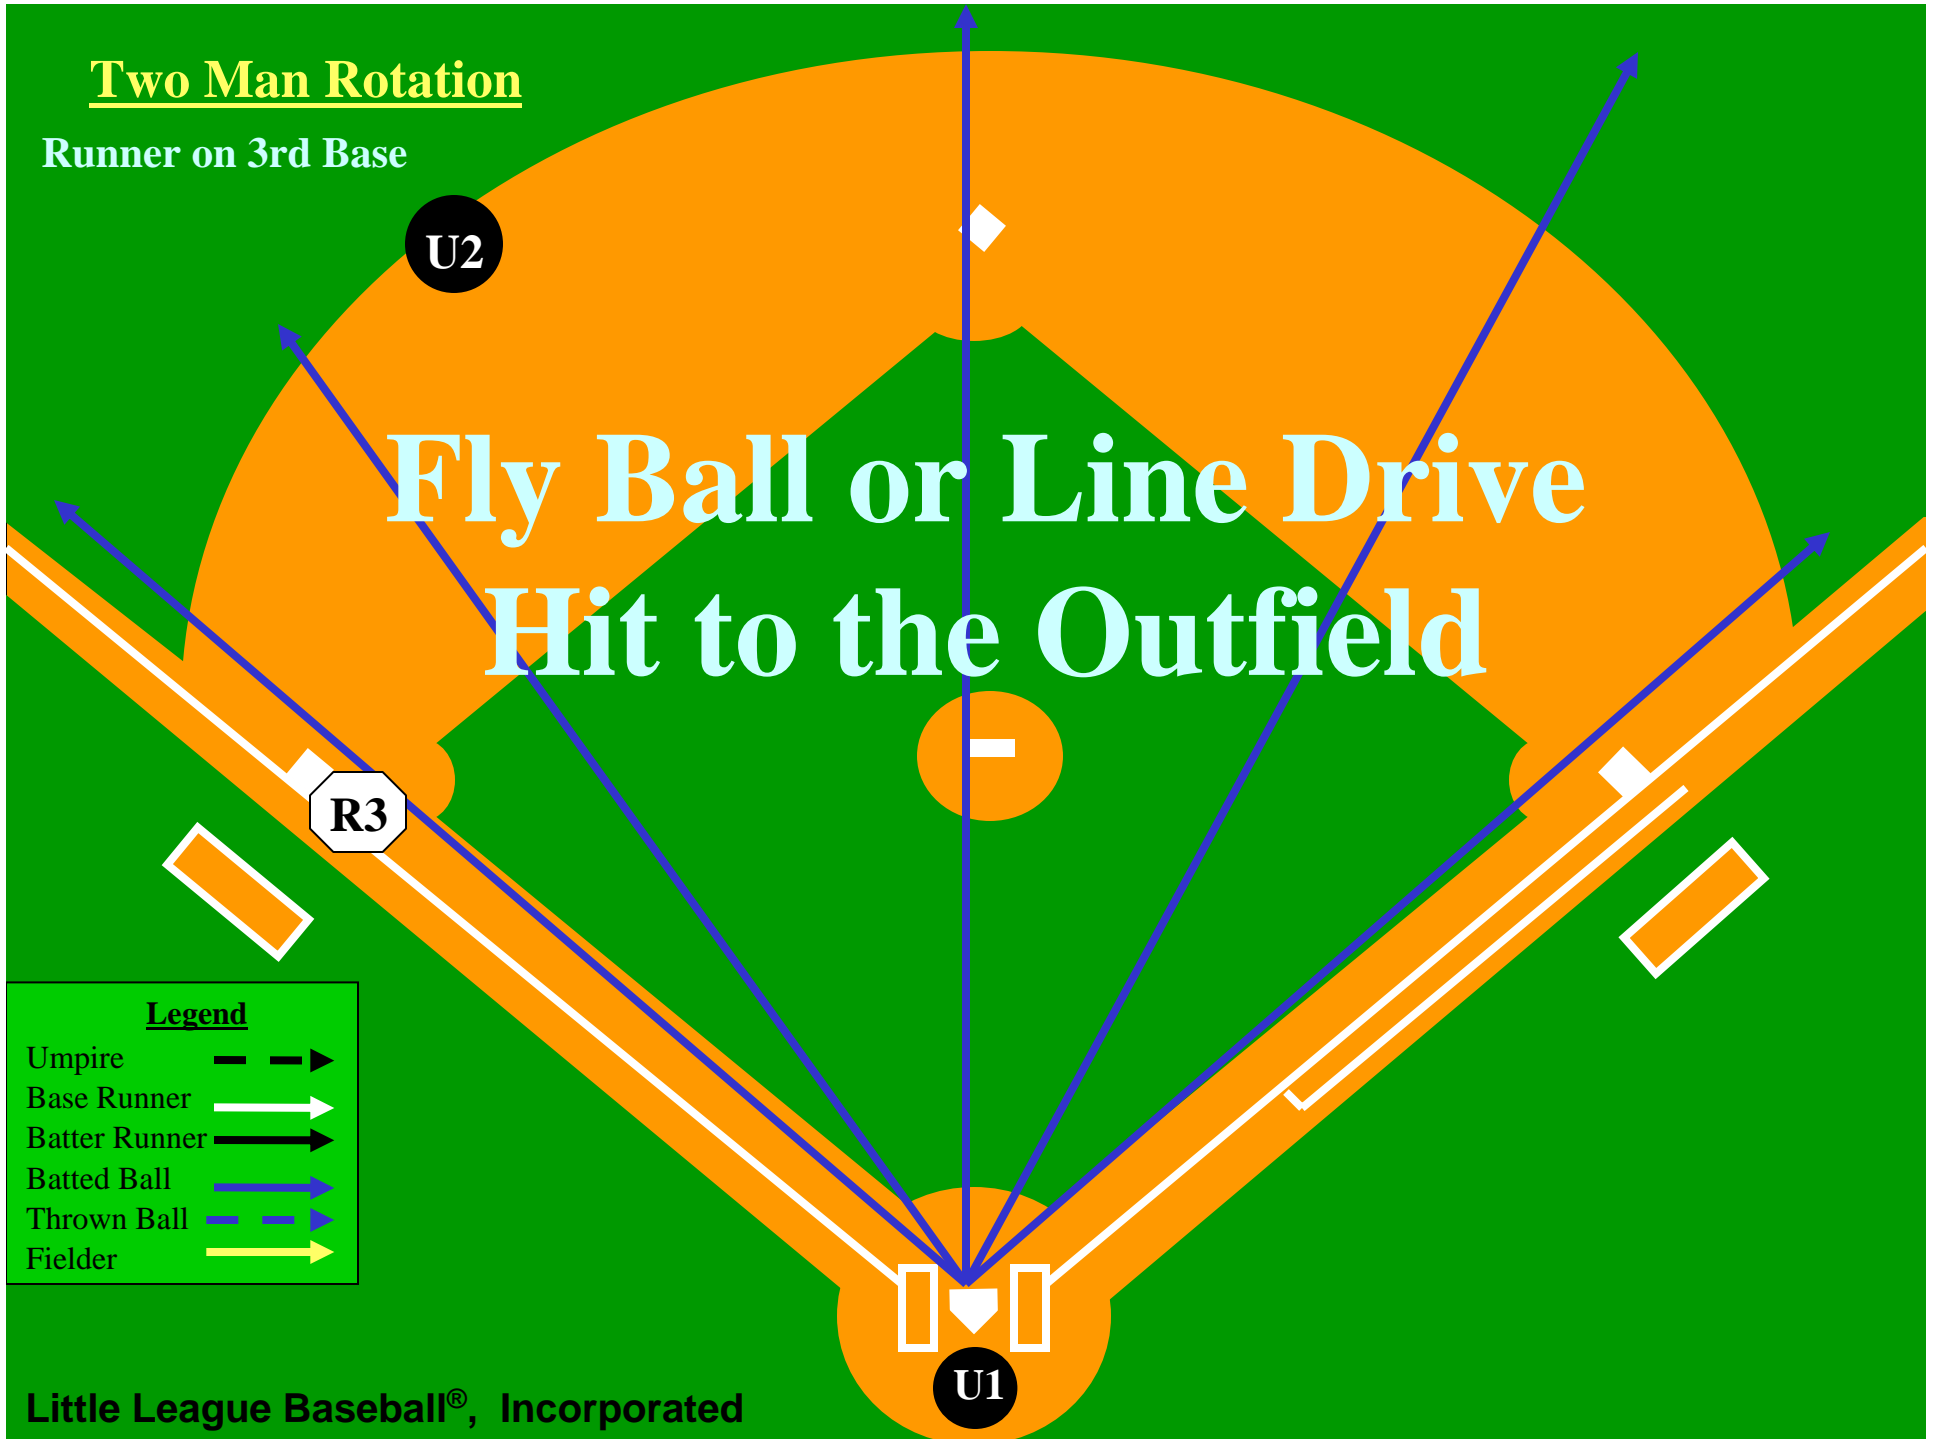 Two Man Rotation
Runner on 3rd Base
U2
Fly Ball or Line Drive
Hit to the Outfield
R3
Legend
Umpire
Base Runner
Batter Runner
Batted Ball
Thrown Ball
Fielder
U1
Little League Baseball®, Incorporated